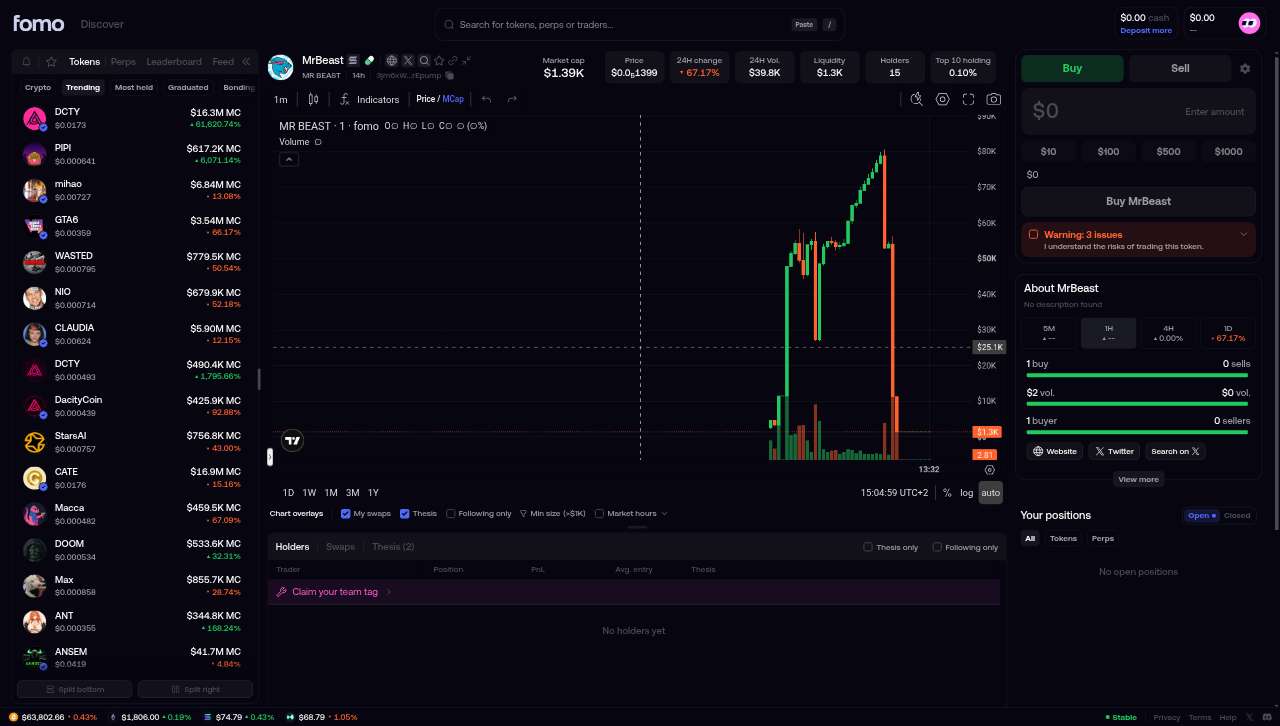 fomo Discover
Search for tokens, perps or traders...
Paste /
$0.00 cash
Deposit more
$0.00
—
Tokens Perps Leaderboard Feed
Crypto Trending Most held Graduated Bonding
DCTY $16.3M MC
$0.0173 61,620.74%
PIPI $617.2K MC
$0.000641 6,071.14%
mihao $6.84M MC
$0.00727 13.08%
GTA6 $3.54M MC
$0.00359 66.17%
WASTED $779.5K MC
$0.000795 50.54%
NIO $679.9K MC
$0.000714 52.18%
CLAUDIA $5.90M MC
$0.00624 12.15%
DCTY $490.4K MC
$0.000493 1,795.66%
DacityCoin $425.9K MC
$0.000439 92.88%
StarsAI $756.8K MC
$0.000757 43.00%
CATE $16.9M MC
$0.0176 15.16%
Macca $459.5K MC
$0.000482 67.09%
DOOM $533.6K MC
$0.000534 32.31%
Max $855.7K MC
$0.000858 28.74%
ANT $344.8K MC
$0.000355 168.24%
ANSEM $41.7M MC
$0.0419 4.84%
Split bottom Split right
MrBeast
MR BEAST 14h
Market cap
$1.39K
Price
$0.0₅1399
24H change
67.17%
24H Vol.
$39.8K
Liquidity
$1.3K
Holders
15
Top 10 holding
0.10%
1m Indicators Price / MCap
MR BEAST · 1 · fomo O∅ H∅ L∅ C∅ ∅ (∅%)
Volume ∅
$90K
$80K
$70K
$60K
$50K
$40K
$30K
$25.1K
$20K
$10K
$1.3K
$0
2.81
13:32
1D 1W 1M 3M 1Y
15:04:59 UTC+2 % log auto
Chart overlays My swaps Thesis Following only Min size (>$1K) Market hours
Holders Swaps Thesis (2)
Thesis only Following only
Trader Position PnL Avg. entry Thesis
Claim your team tag
No holders yet
Buy Sell
$0 Enter amount
$10 $100 $500 $1000
$0
Buy MrBeast
Warning: 3 issues
I understand the risks of trading this token.
About MrBeast
No description found
5M 1H 4H 1D
-- -- 0.00% 67.17%
1 buy 0 sells
$2 vol. $0 vol.
1 buyer 0 sellers
Website Twitter Search on X
View more
Your positions Open Closed
All Tokens Perps
No open positions
$63,802.66 0.43% $1,806.00 0.19% $74.79 0.43% $68.79 1.05%
Stable Privacy Terms Help